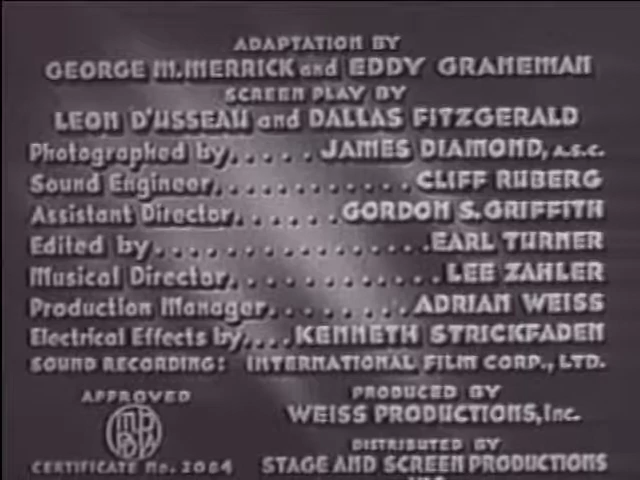 ADAPTATION BY
GEORGE M. MERRICK and EDDY GRANEMAN
SCREEN PLAY BY
LEON D'USSEAU and DALLAS FITZGERALD
Photographed by..... JAMES DIAMOND, A.S.C.
Sound Engineer............ CLIFF RUBERG
Assistant Director...... GORDON S. GRIFFITH
Edited by................ EARL TURNER
Musical Director............ LEE ZAHLER
Production Manager........ ADRIAN WEISS
Electrical Effects by.... KENNETH STRICKFADEN
SOUND RECORDING: INTERNATIONAL FILM CORP., LTD.
APPROVED
CERTIFICATE No. 2084
PRODUCED BY
WEISS PRODUCTIONS, Inc.
DISTRIBUTED BY
STAGE AND SCREEN PRODUCTIONS